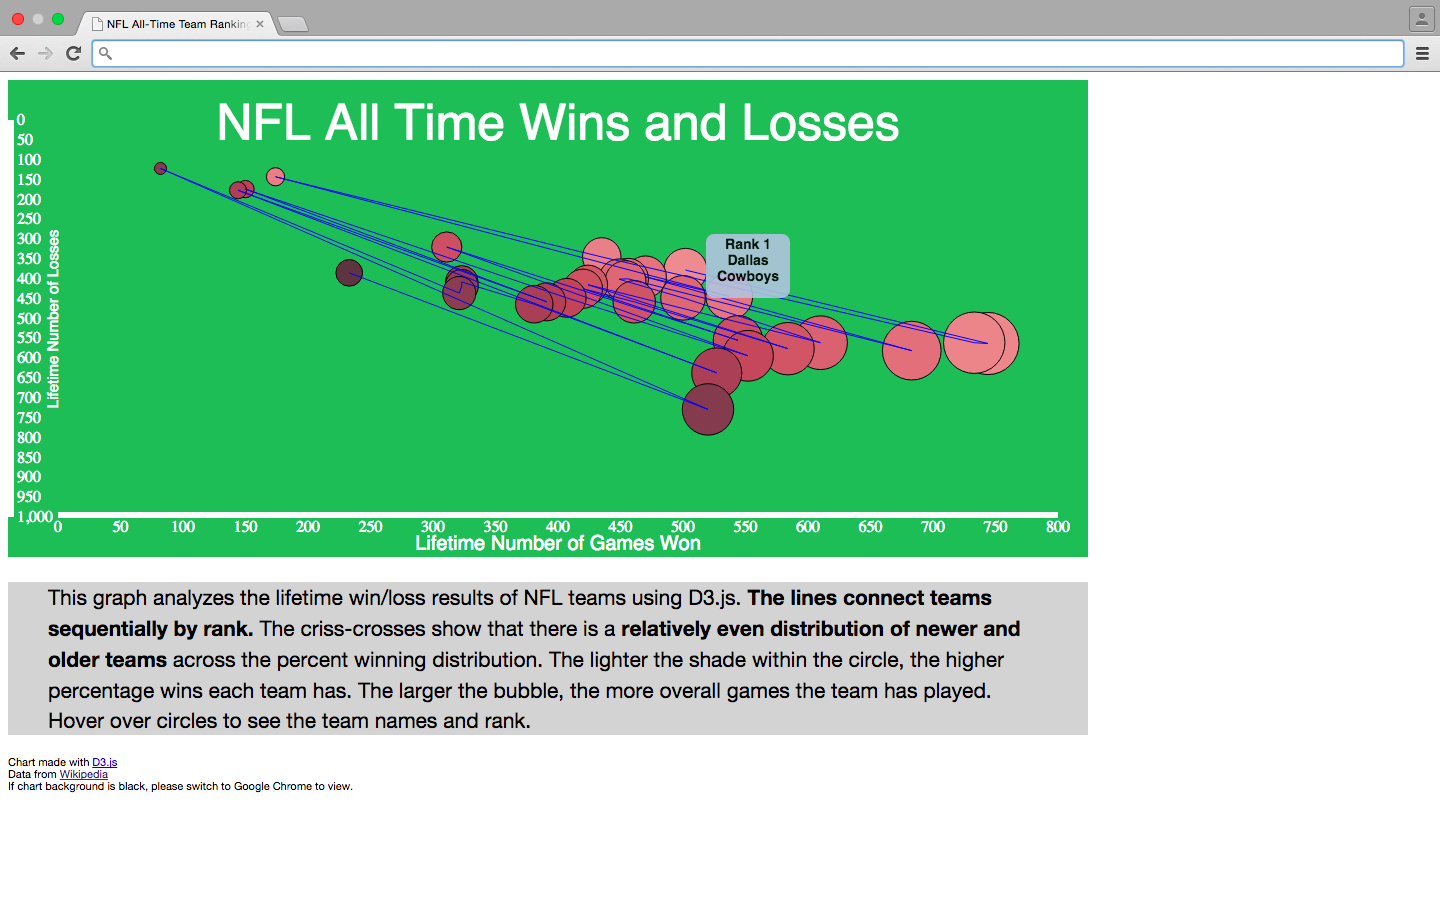 NFL All-Time Team Ranking
NFL All Time Wins and Losses
0
50
100
150
200
250
300
350
400
450
500
550
600
650
700
750
800
850
900
950
1,000
Lifetime Number of Losses
Rank 1
Dallas
Cowboys
0 50 100 150 200 250 300 350 400 450 500 550 600 650 700 750 800
Lifetime Number of Games Won
This graph analyzes the lifetime win/loss results of NFL teams using D3.js. The lines connect teams
sequentially by rank. The criss-crosses show that there is a relatively even distribution of newer and
older teams across the percent winning distribution. The lighter the shade within the circle, the higher
percentage wins each team has. The larger the bubble, the more overall games the team has played.
Hover over circles to see the team names and rank.
Chart made with D3.js
Data from Wikipedia
If chart background is black, please switch to Google Chrome to view.